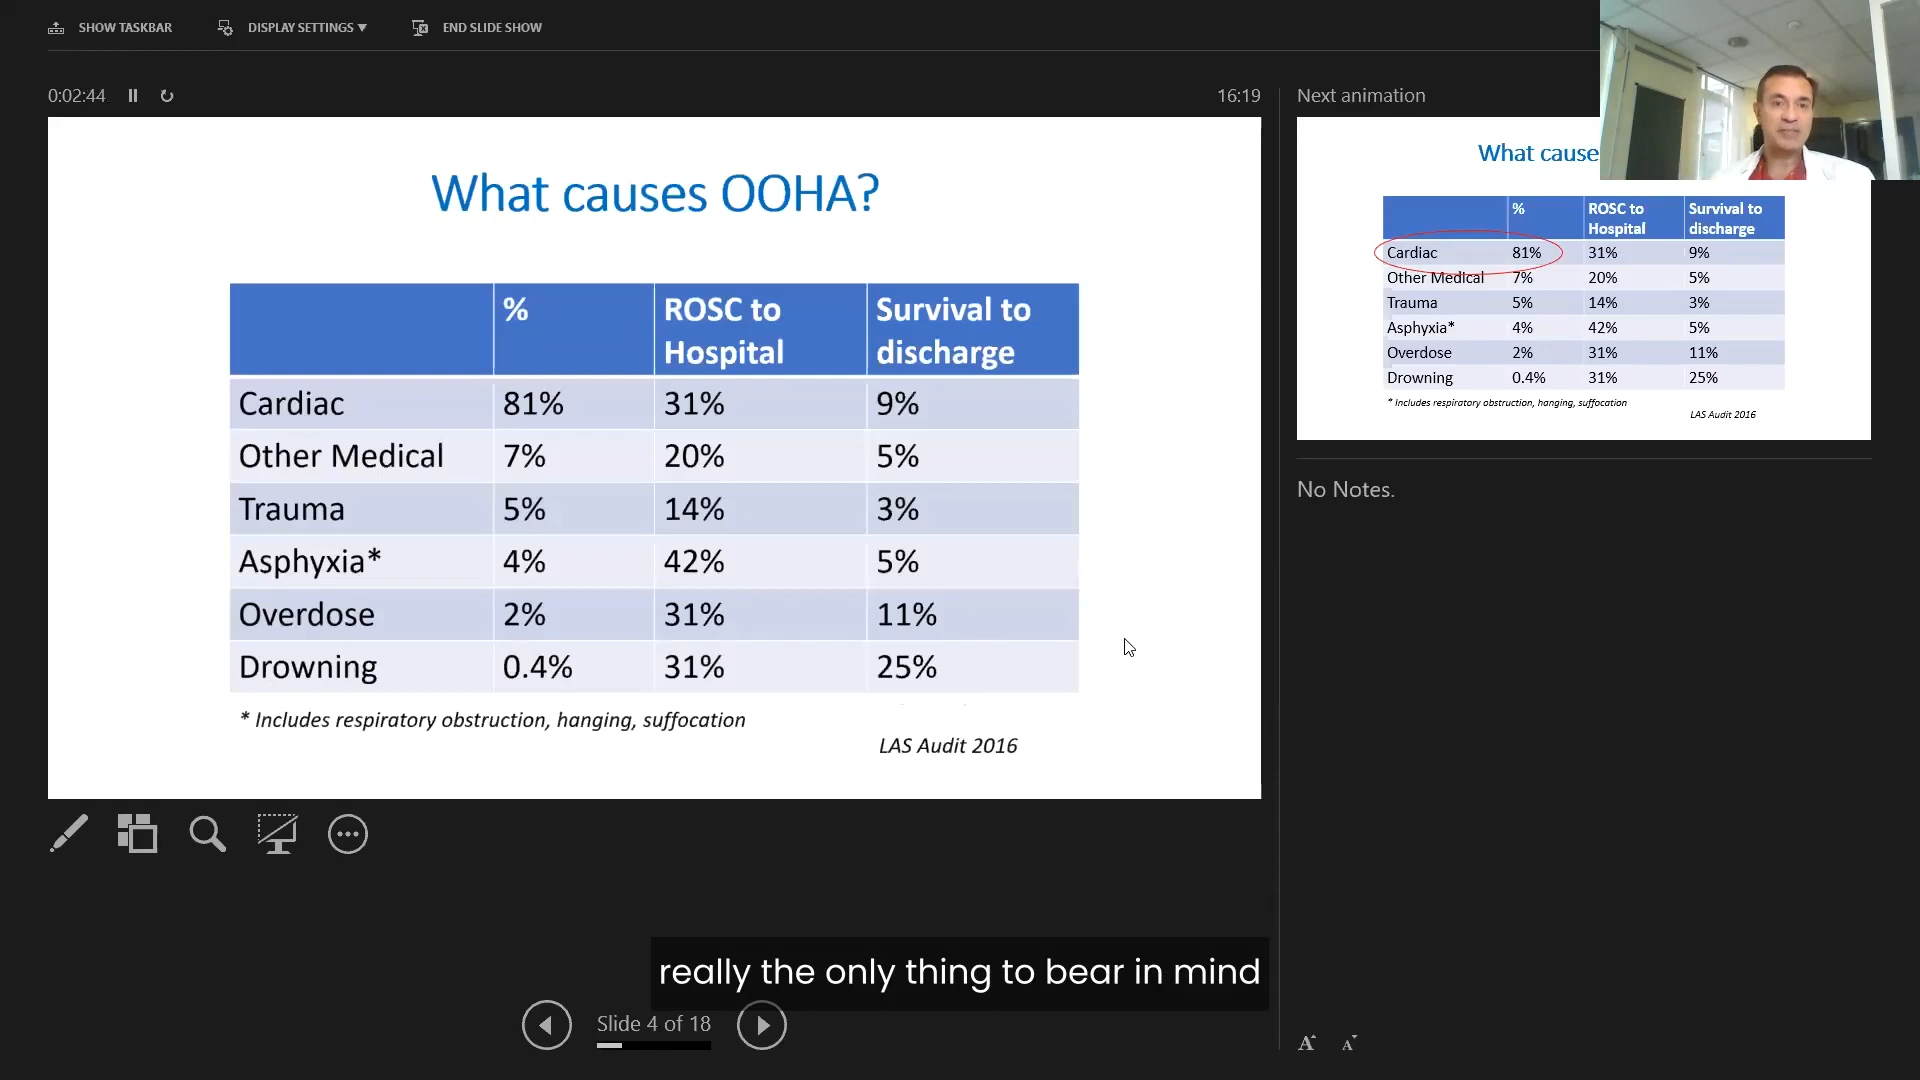 SHOW TASKBAR DISPLAY SETTINGS ▼ END SLIDE SHOW
0:02:44 16:19
What causes OOHA?
% ROSC to Hospital Survival to discharge
Cardiac 81% 31% 9%
Other Medical 7% 20% 5%
Trauma 5% 14% 3%
Asphyxia* 4% 42% 5%
Overdose 2% 31% 11%
Drowning 0.4% 31% 25%
* Includes respiratory obstruction, hanging, suffocation
LAS Audit 2016
Next animation
What cause
% ROSC to Hospital Survival to discharge
Cardiac 81% 31% 9%
Other Medical 7% 20% 5%
Trauma 5% 14% 3%
Asphyxia* 4% 42% 5%
Overdose 2% 31% 11%
Drowning 0.4% 31% 25%
* Includes respiratory obstruction, hanging, suffocation
LAS Audit 2016
No Notes.
really the only thing to bear in mind
Slide 4 of 18
A A